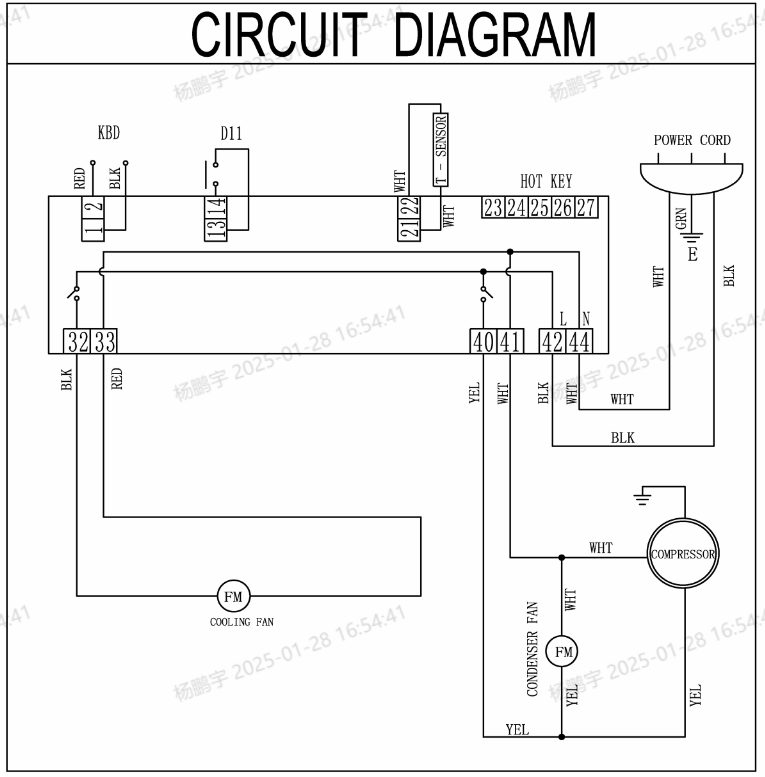 CIRCUIT DIAGRAM
杨鹏宇 2025-01-28 16:54:41
杨鹏宇 2025-01-28 16:54:41
KBD
D11
POWER CORD
RED
BLK
WHT
T - SENSOR
HOT KEY
2
1
14
13
22
21
WHT
23 24 25 26 27
GRN
E
WHT
BLK
L N
32 33
40 41
42 44
16:54:41
杨鹏宇 2025-01-28 16:54:41
杨鹏宇 2025-01-28 16:54:41
BLK
RED
YEL
WHT
BLK
WHT
WHT
BLK
WHT
COMPRESSOR
WHT
FM
COOLING FAN
CONDENSER FAN
FM
YEL
YEL
YEL
杨鹏宇 2025-01-28 16:54:41
杨鹏宇 2025-01-28 16:54:41